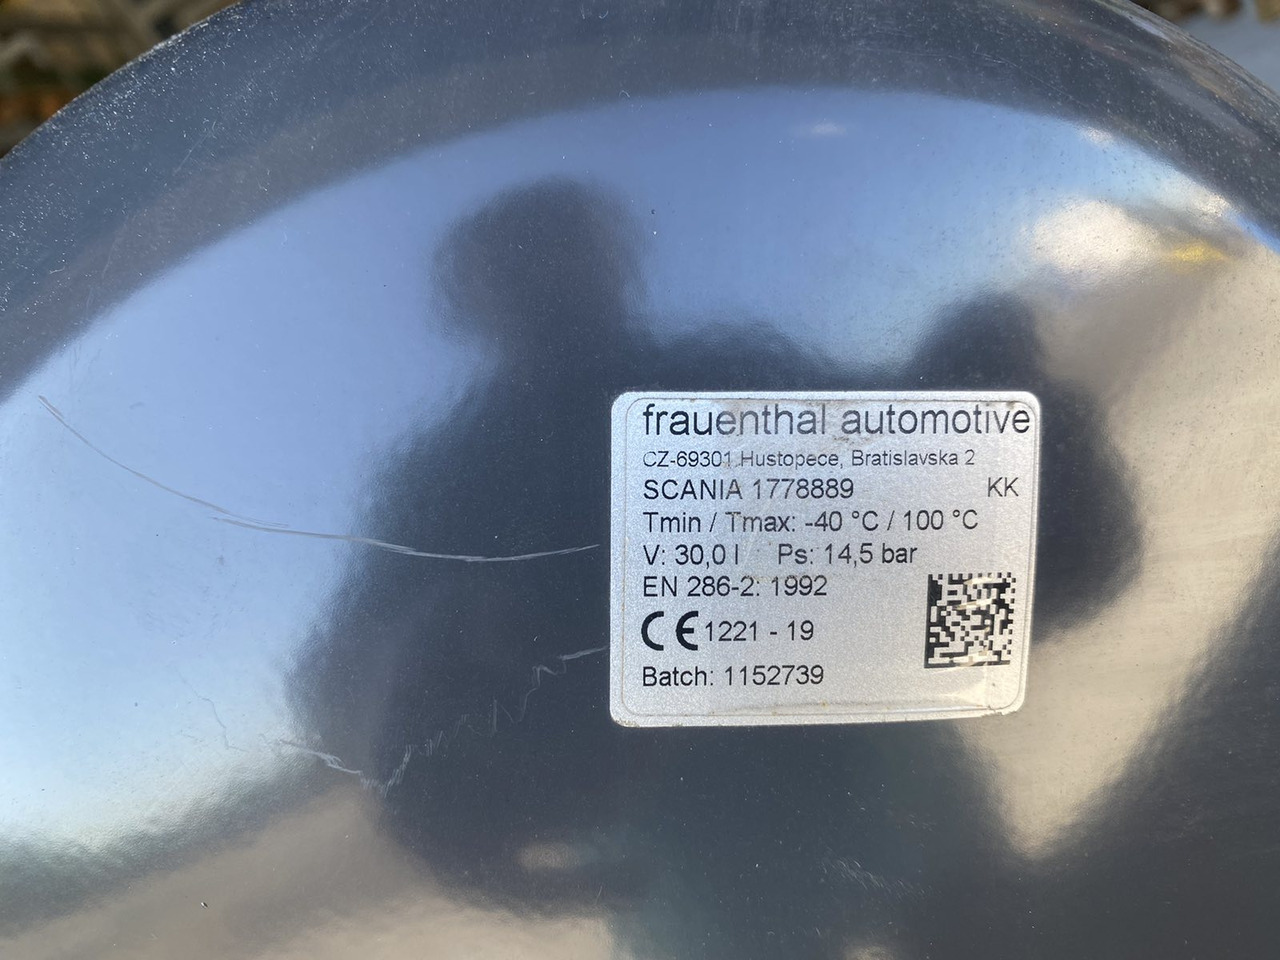 frauenthal automotive
CZ-69301 Hustopece, Bratislavska 2
SCANIA 1778889 KK
Tmin / Tmax: -40 °C / 100 °C
V: 30,0 l Ps: 14,5 bar
EN 286-2: 1992
CE 1221 - 19
Batch: 1152739